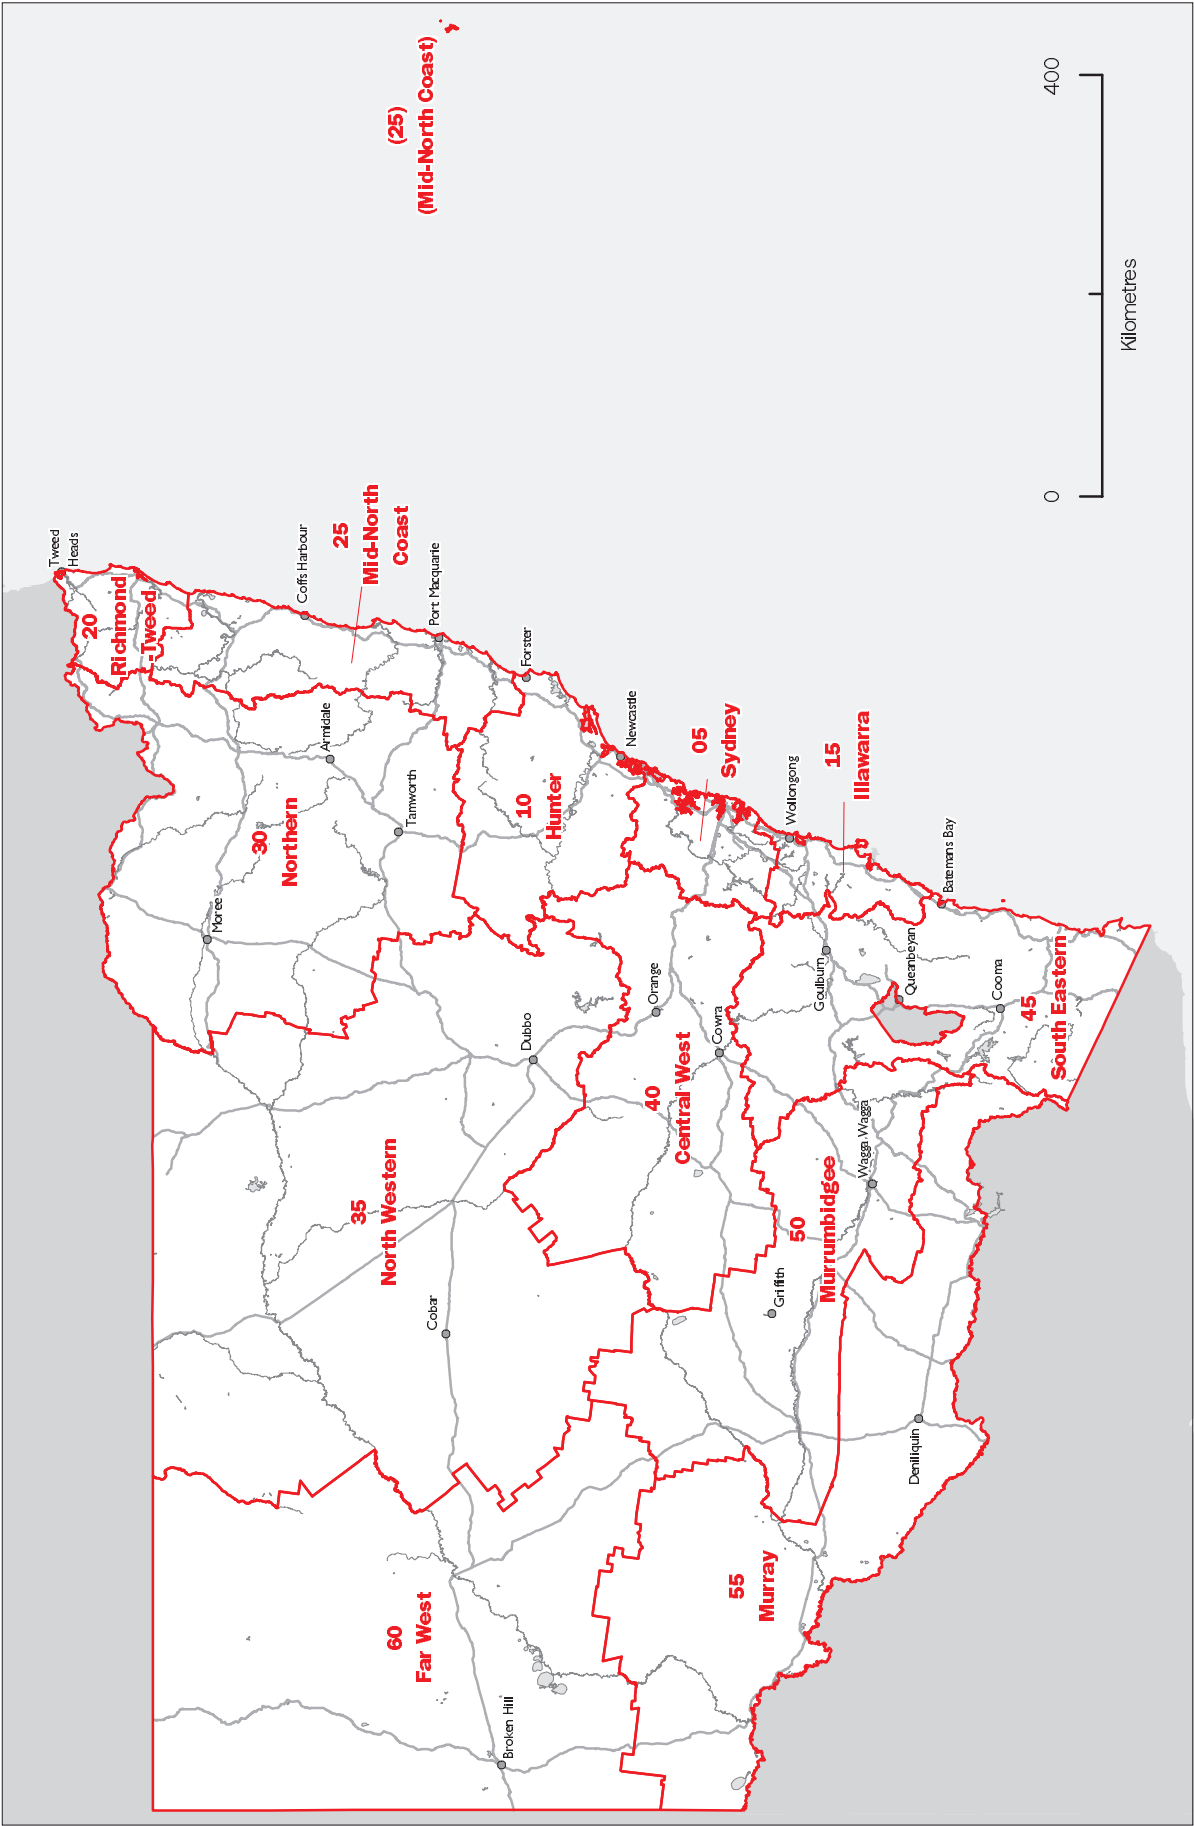 (25)
(Mid-North Coast)
400
Kilometres
0
Tweed
Heads
20
Richmond
-Tweed
Coffs Harbour
25
Mid-North
Coast
Port Macquarie
Forster
Armidale
30
Northern
Tamworth
Moree
Newcastle
10
Hunter
05
Sydney
Wollongong
15
Illawarra
Batemans Bay
Goulburn
Queanbeyan
Cooma
45
South Eastern
Orange
Cowra
Dubbo
40
Central West
35
North Western
Cobar
Wagga Wagga
50
Murrumbidgee
Griffith
Deniliquin
55
Murray
60
Far West
Broken Hill